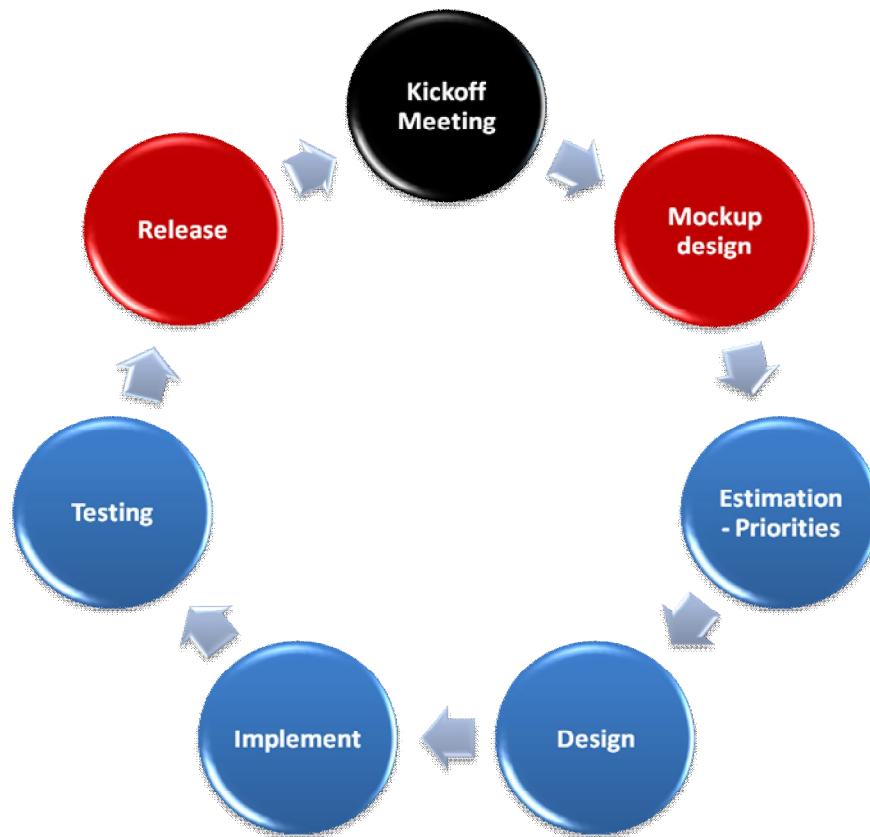 Kickoff
Meeting
Mockup
design
Estimation
- Priorities
Design
Implement
Testing
Release